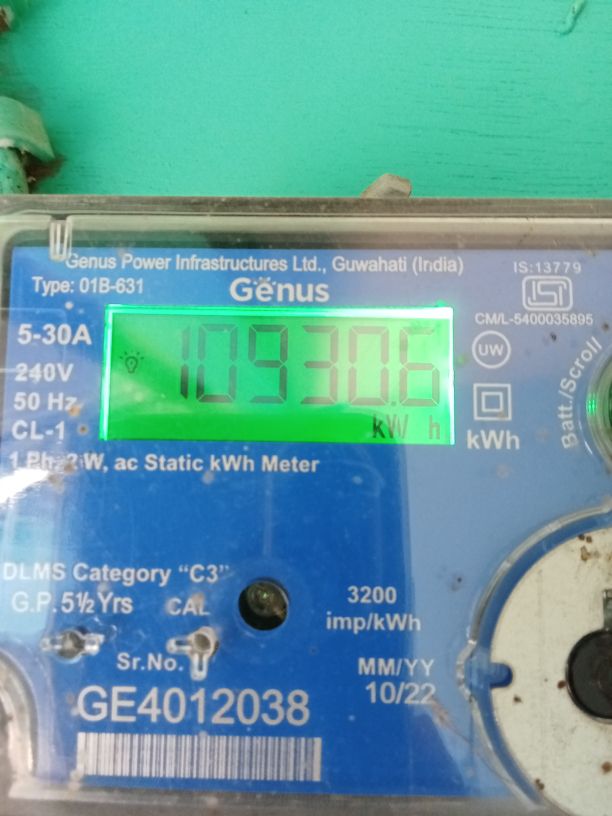 Genus Power Infrastructures Ltd., Guwahati (India)
IS:13779
Type: 01B-631
Genus
ISI
CM/L-5400035895
5-30A
10930.6
UW
240V
50 Hz
CL-1
kW h
kWh
Batt./Scroll
1 Ph. 2 W, ac Static kWh Meter
DLMS Category “C3”
G.P. 5½ Yrs
CAL
3200
imp/kWh
Sr.No.
MM/YY
10/22
GE4012038